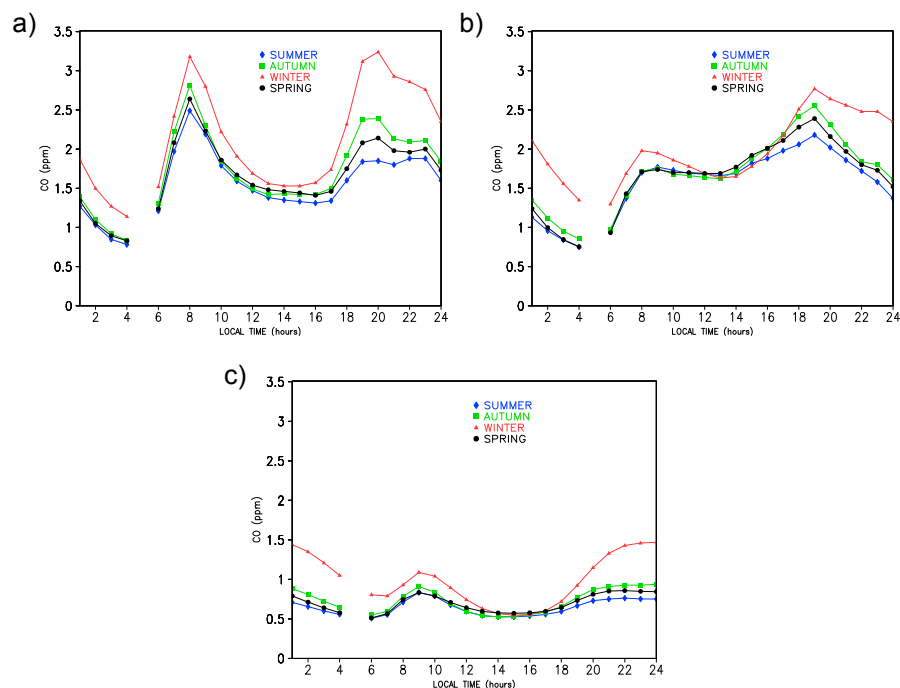 a)
3.5
3
2.5
2
1.5
1
0.5
0
CO (ppm)
SUMMER
AUTUMN
WINTER
SPRING
2 4 6 8 10 12 14 16 18 20 22 24
LOCAL TIME (hours)
b)
3.5
3
2.5
2
1.5
1
0.5
0
CO (ppm)
SUMMER
AUTUMN
WINTER
SPRING
2 4 6 8 10 12 14 16 18 20 22 24
LOCAL TIME (hours)
c)
3.5
3
2.5
2
1.5
1
0.5
0
CO (ppm)
SUMMER
AUTUMN
WINTER
SPRING
2 4 6 8 10 12 14 16 18 20 22 24
LOCAL TIME (hours)